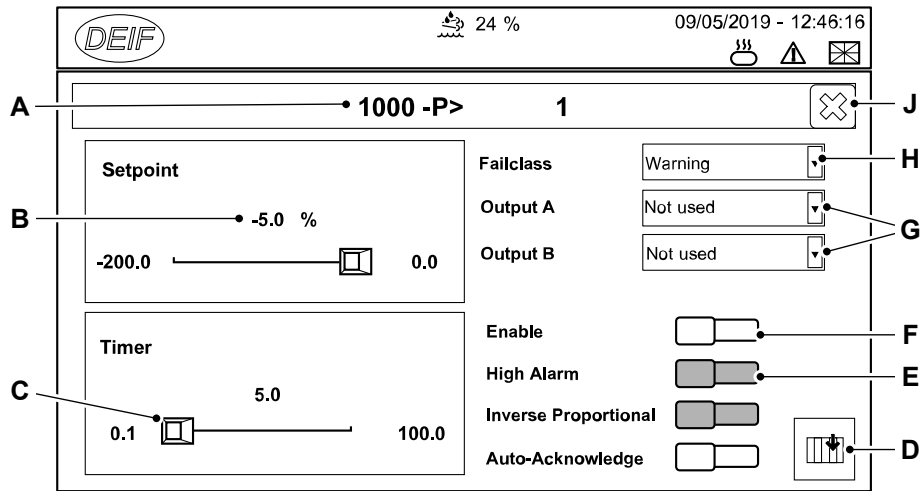 DEIF
24 %
09/05/2019 - 12:46:16
A
1000 -P> 1
J
Setpoint
B
-5.0 %
-200.0
0.0
Failclass
Warning
H
Output A
Not used
G
Output B
Not used
Timer
C
5.0
0.1
100.0
Enable
F
High Alarm
E
Inverse Proportional
Auto-Acknowledge
D